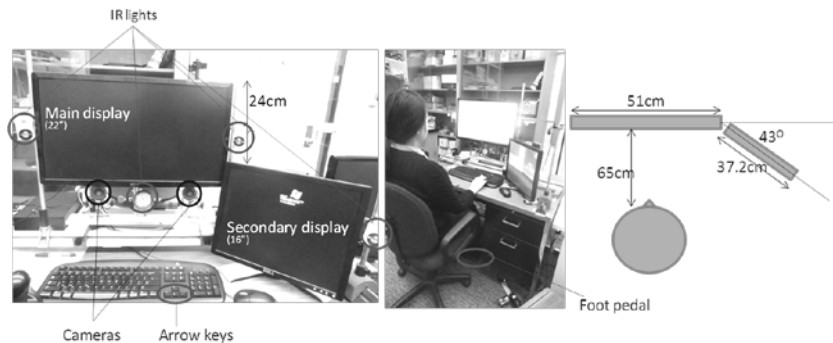 IR lights
Main display
(22")
24cm
Secondary display
(16")
Cameras
Arrow keys
Foot pedal
51cm
43°
37.2cm
65cm